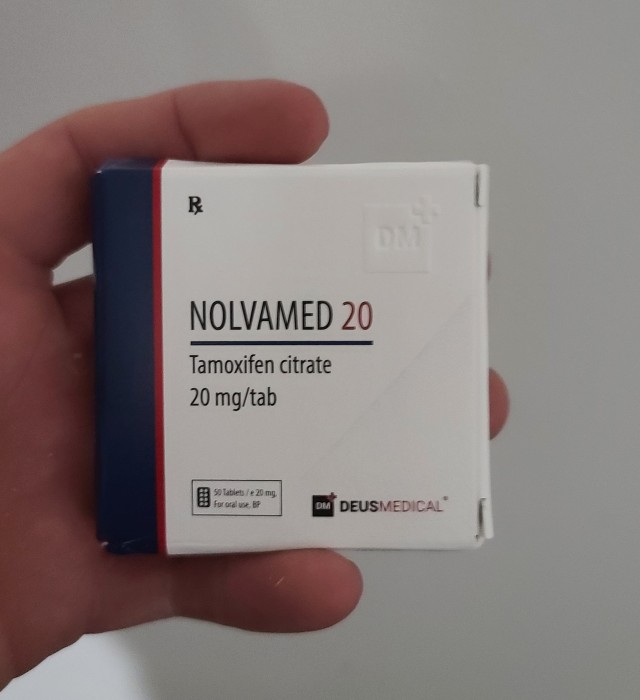 ℞
DM
NOLVAMED 20
Tamoxifen citrate
20 mg/tab
50 Tablets / e 20 mg,
For oral use, BP
DM DEUSMEDICAL®